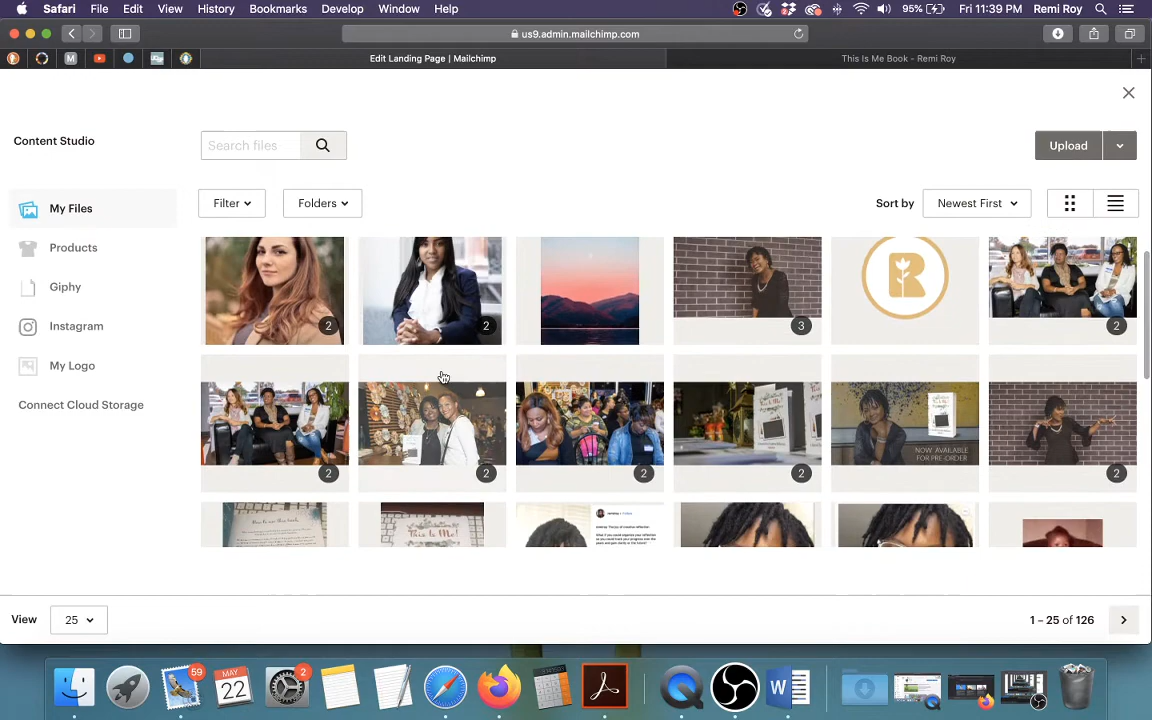 Safari File Edit View History Bookmarks Develop Window Help 95% Fri 11:39 PM Remi Roy
us9.admin.mailchimp.com
M Edit Landing Page | Mailchimp This Is Me Book - Remi Roy
Content Studio Search files Upload
My Files Filter Folders Sort by Newest First
Products
Giphy
Instagram
My Logo
Connect Cloud Storage
R
2 2 3 2
NOW AVAILABLE
FOR PRE-ORDER
2 2 2 2 2
This Is Me!
View 25 1 – 25 of 126
59 MAY 22 2 W